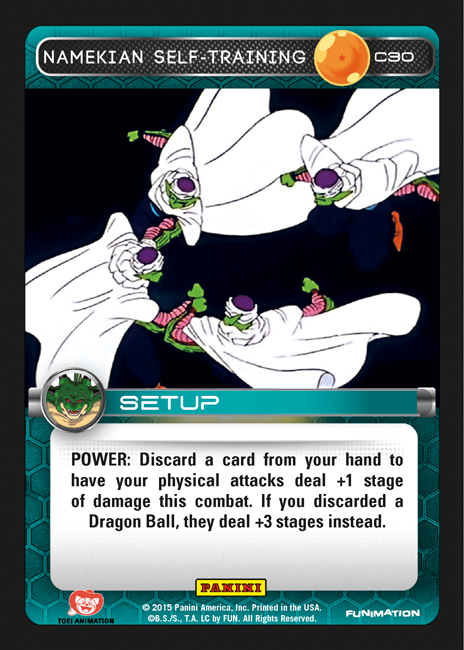 NAMEKIAN SELF-TRAINING C30
SETUP
POWER: Discard a card from your hand to
have your physical attacks deal +1 stage
of damage this combat. If you discarded a
Dragon Ball, they deal +3 stages instead.
PANINI
TOEI ANIMATION
© 2015 Panini America, Inc. Printed in the USA.
©B.S./S., T.A. LC by FUN. All Rights Reserved.
FUNIMATION